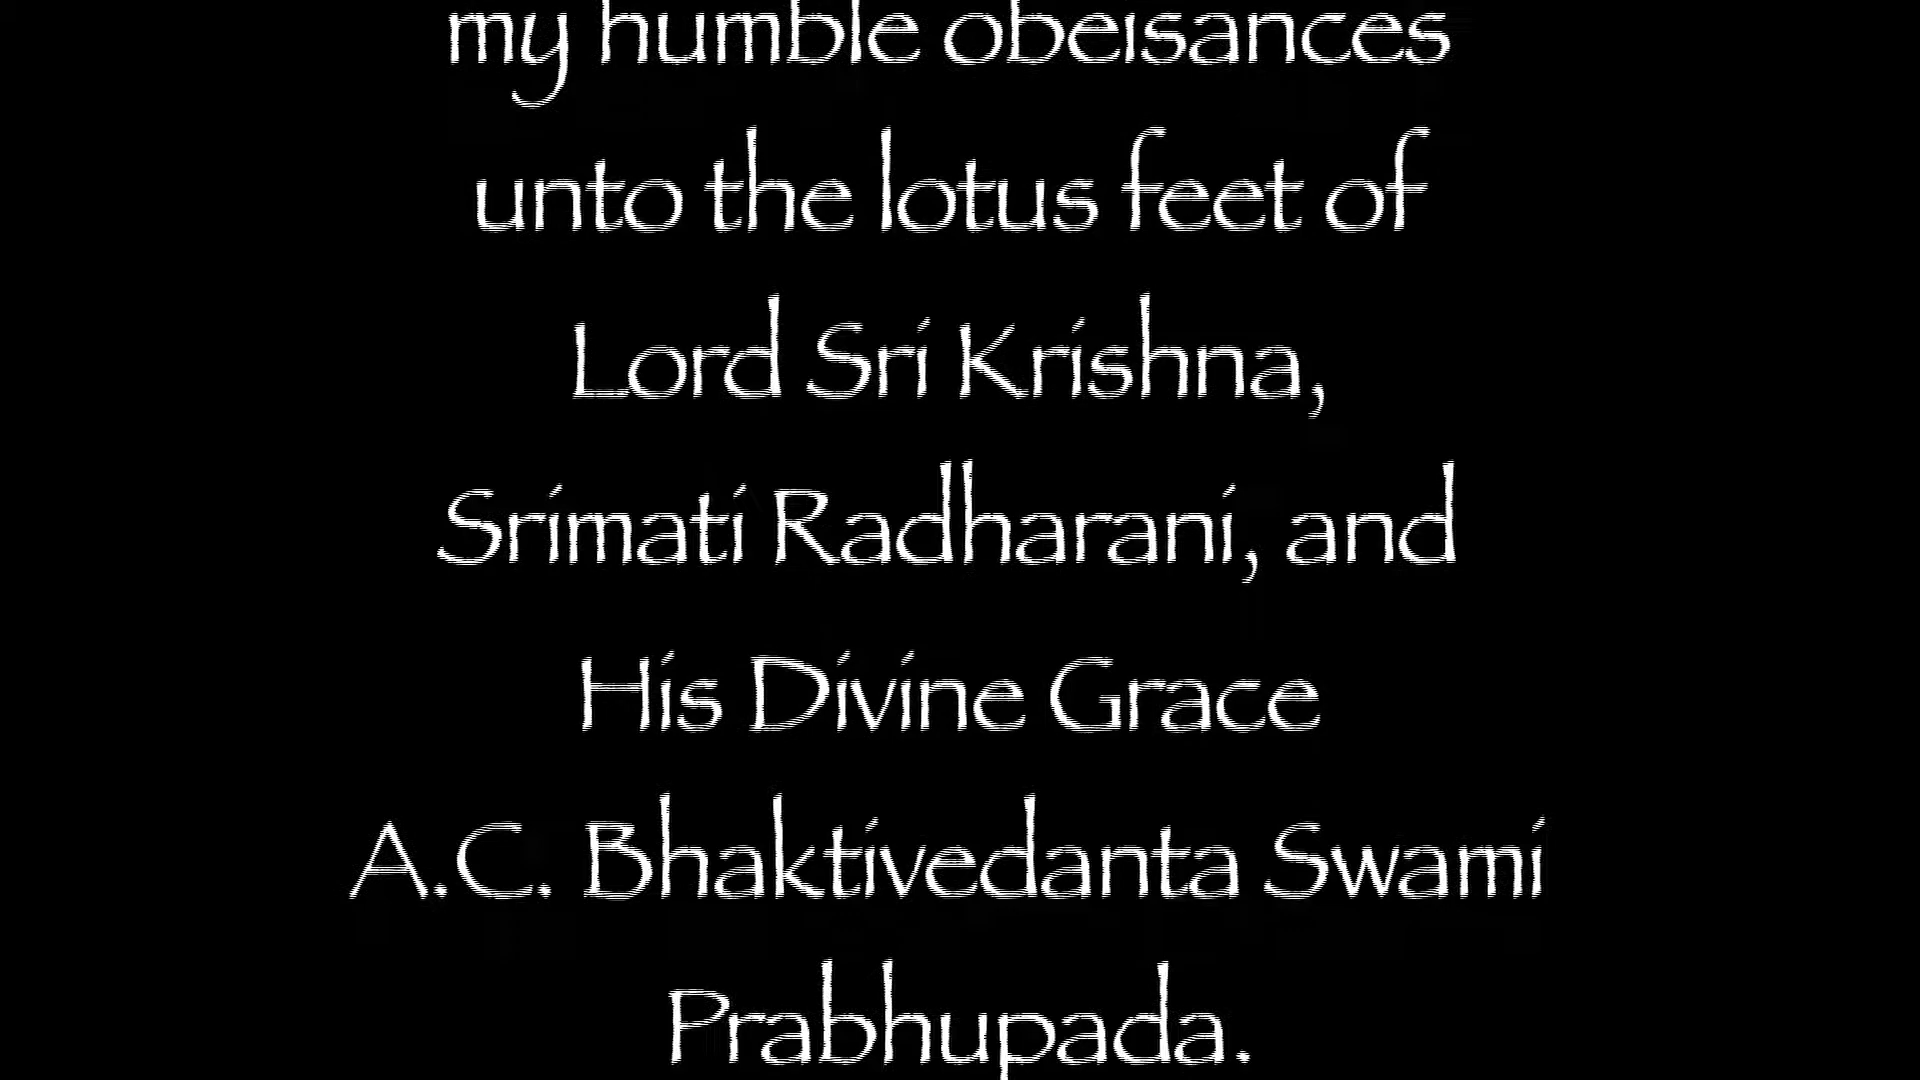 my humble obeisances
unto the lotus feet of
Lord Sri Krishna,
Srimati Radharani, and
His Divine Grace
A.C. Bhaktivedanta Swami
Prabhupada.